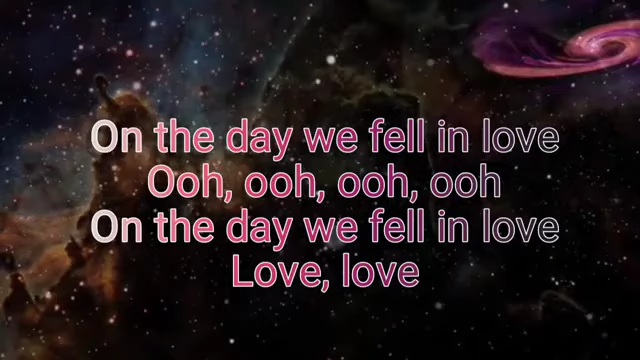 On the day we fell in love
Ooh, ooh, ooh, ooh
On the day we fell in love
Love, love